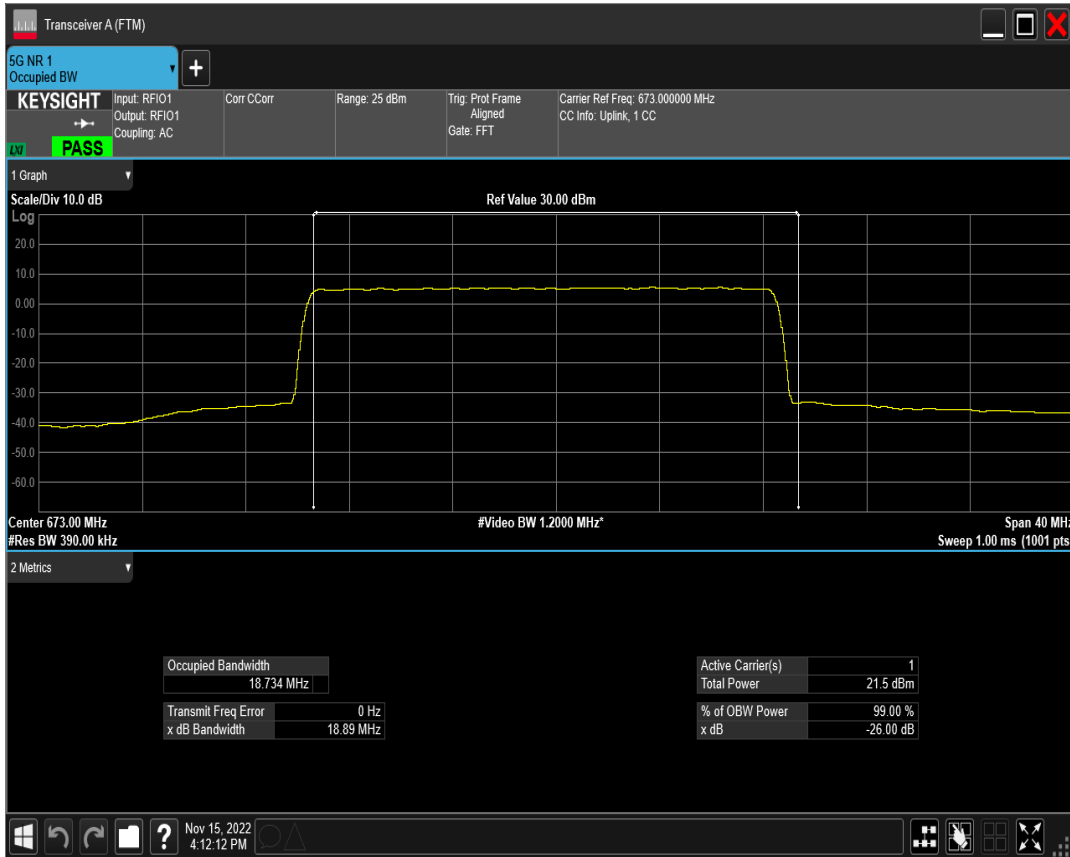 Transceiver A (FTM)
5G NR 1
Occupied BW
+
KEYSIGHT
LXI
PASS
Input: RFIO1
Output: RFIO1
Coupling: AC
Corr CCorr
Range: 25 dBm
Trig: Prot Frame
Aligned
Gate: FFT
Carrier Ref Freq: 673.000000 MHz
CC Info: Uplink, 1 CC
1 Graph
Scale/Div 10.0 dB
Ref Value 30.00 dBm
Log
20.0
10.0
0.00
-10.0
-20.0
-30.0
-40.0
-50.0
-60.0
Center 673.00 MHz
#Video BW 1.2000 MHz*
Span 40 MHz
#Res BW 390.00 kHz
Sweep 1.00 ms (1001 pts
2 Metrics
Occupied Bandwidth
18.734 MHz
Transmit Freq Error 0 Hz
x dB Bandwidth 18.89 MHz
Active Carrier(s) 1
Total Power 21.5 dBm
% of OBW Power 99.00 %
x dB -26.00 dB
?
Nov 15, 2022
4:12:12 PM